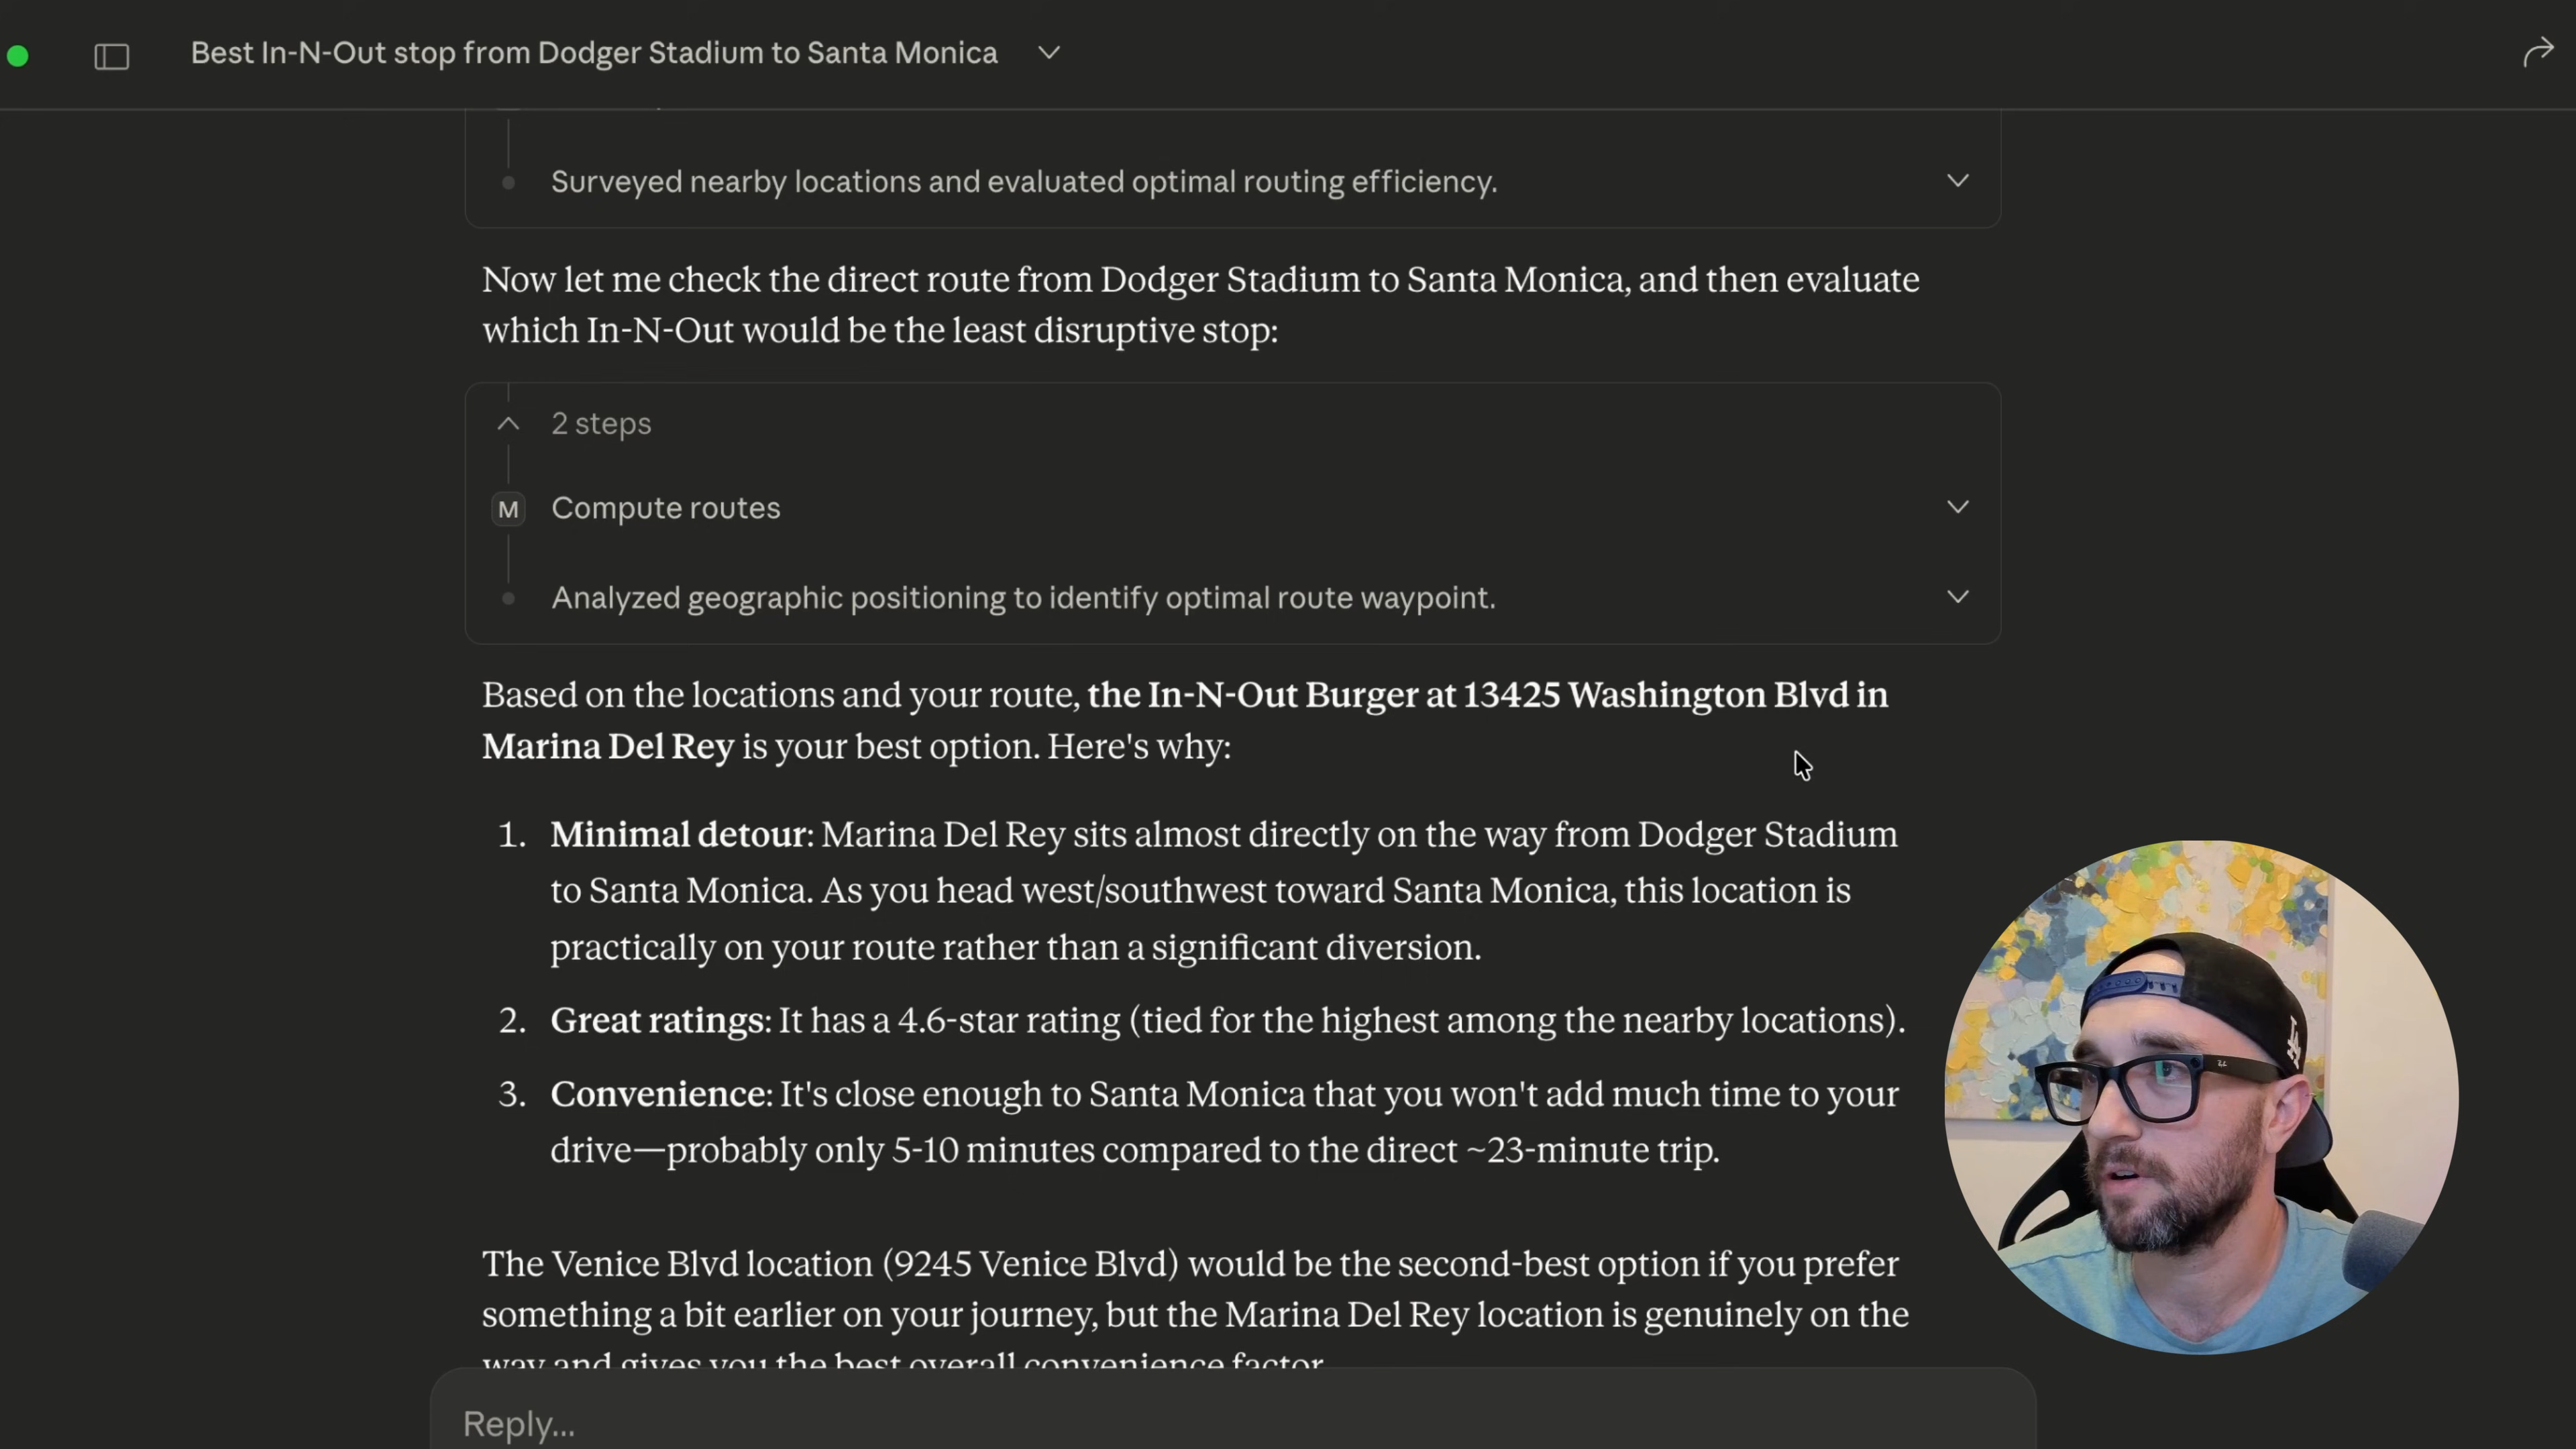 Best In-N-Out stop from Dodger Stadium to Santa Monica
Surveyed nearby locations and evaluated optimal routing efficiency.
Now let me check the direct route from Dodger Stadium to Santa Monica, and then evaluate
which In-N-Out would be the least disruptive stop:
2 steps
M Compute routes
Analyzed geographic positioning to identify optimal route waypoint.
Based on the locations and your route, the In-N-Out Burger at 13425 Washington Blvd in
Marina Del Rey is your best option. Here's why:
1. Minimal detour: Marina Del Rey sits almost directly on the way from Dodger Stadium
to Santa Monica. As you head west/southwest toward Santa Monica, this location is
practically on your route rather than a significant diversion.
2. Great ratings: It has a 4.6-star rating (tied for the highest among the nearby locations).
3. Convenience: It's close enough to Santa Monica that you won't add much time to your
drive—probably only 5-10 minutes compared to the direct ~23-minute trip.
The Venice Blvd location (9245 Venice Blvd) would be the second-best option if you prefer
something a bit earlier on your journey, but the Marina Del Rey location is genuinely on the
way and gives you the best overall convenience factor.
Reply...
LA